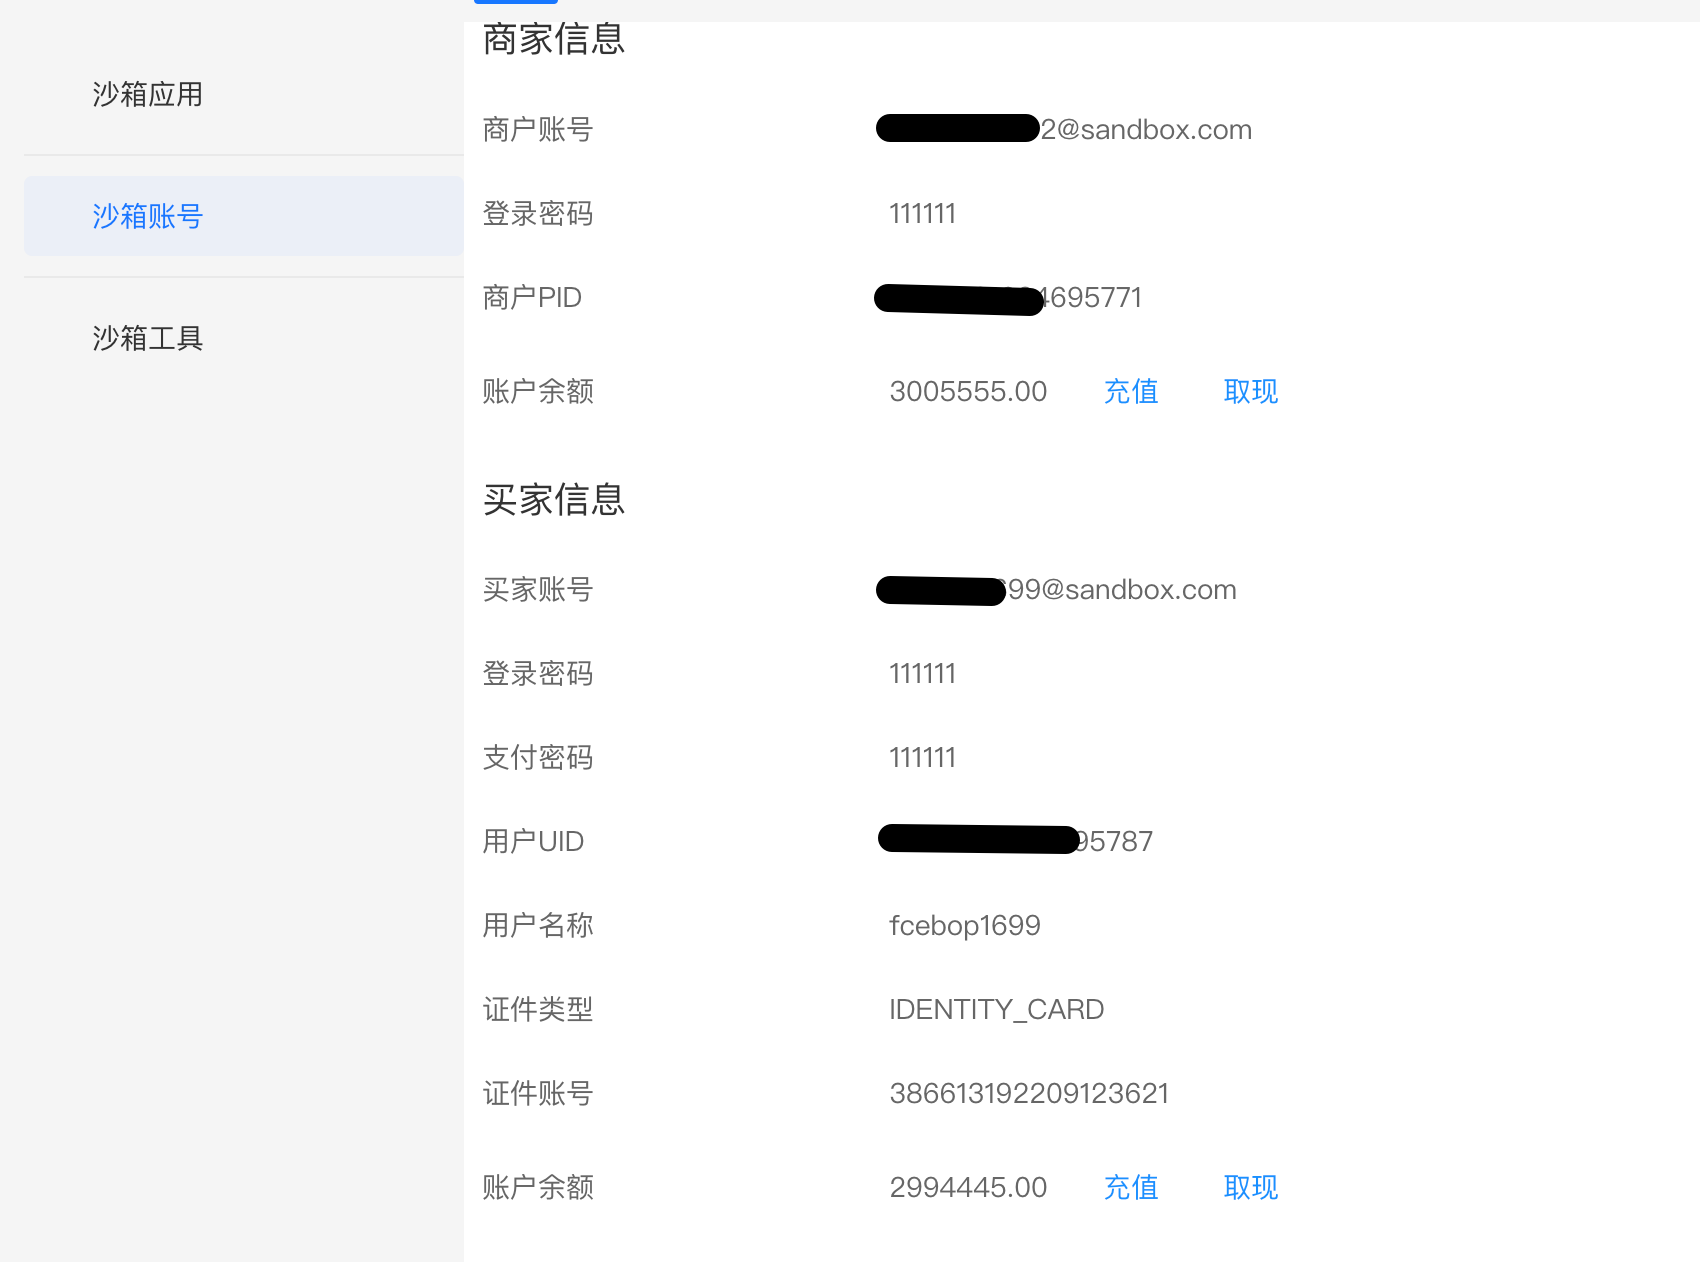 沙箱应用
沙箱账号
沙箱工具
商家信息
商户账号 2@sandbox.com
登录密码 111111
商户PID 4695771
账户余额 3005555.00 充值 取现
买家信息
买家账号 99@sandbox.com
登录密码 111111
支付密码 111111
用户UID 95787
用户名称 fcebop1699
证件类型 IDENTITY_CARD
证件账号 386613192209123621
账户余额 2994445.00 充值 取现